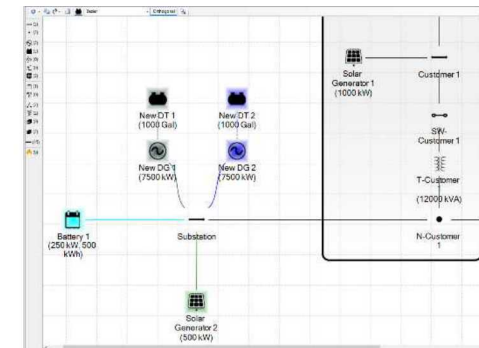 Orthogonal
Solar
Generator 1
(1000 kW)
Customer 1
New DT 1
(1000 Gal)
New DT 2
(1000 Gal)
SW-
Customer 1
New DG 1
(7500 kW)
New DG 2
(7500 kW)
T-Customer
1
(12000 kVA)
Battery 1
(250 kW, 500
kWh)
Substation
N-Customer
1
Solar
Generator 2
(500 kW)